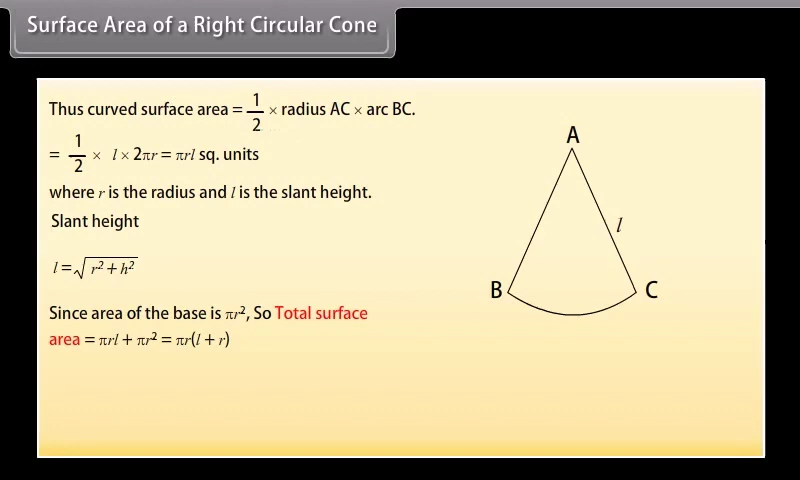 Surface Area of a Right Circular Cone
Thus curved surface area = 1/2 × radius AC × arc BC.
= 1/2 × l × 2πr = πrl sq. units
where r is the radius and l is the slant height.
Slant height
l = √(r² + h²)
Since area of the base is πr², So Total surface
area = πrl + πr² = πr(l + r)
A
l
B
C